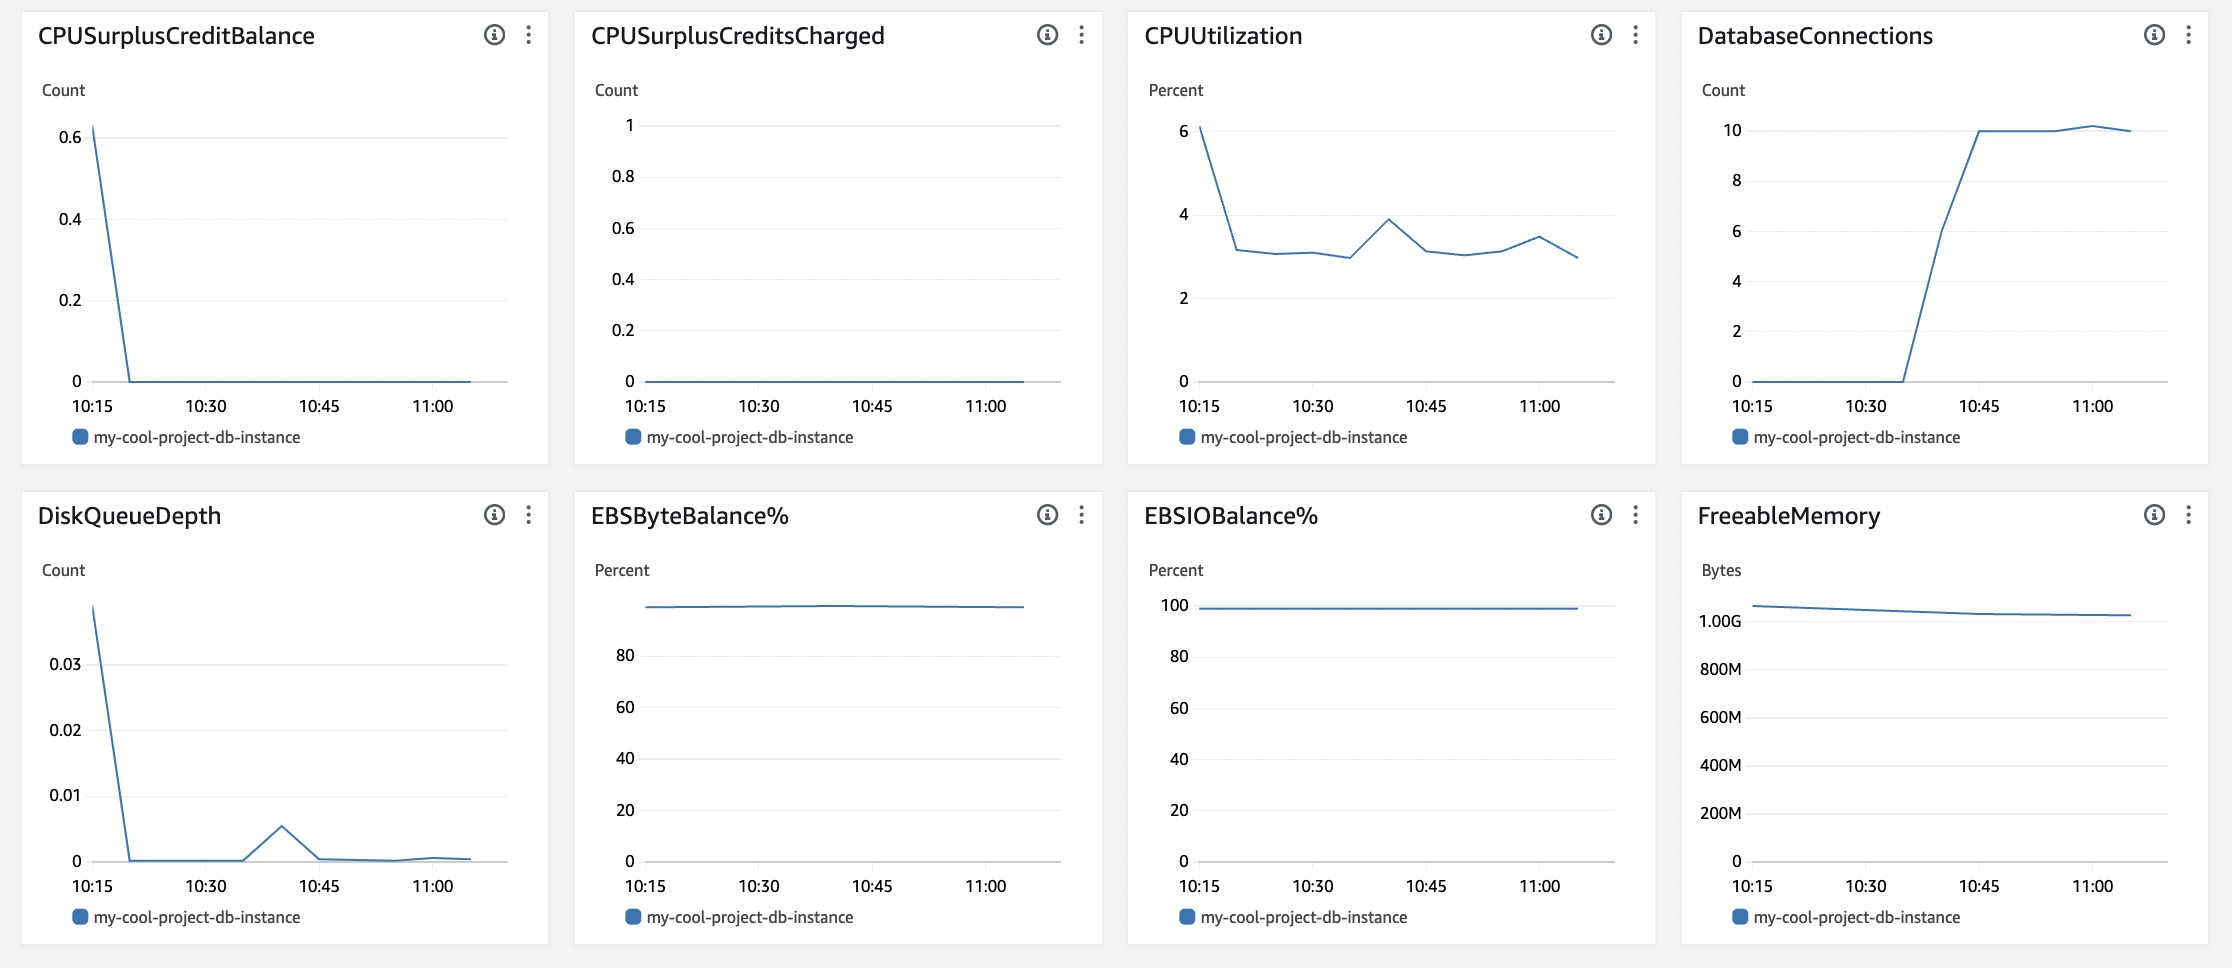 CPUSurplusCreditBalance
Count
0.6
0.4
0.2
0
10:15 10:30 10:45 11:00
my-cool-project-db-instance
CPUSurplusCreditsCharged
Count
1
0.8
0.6
0.4
0.2
0
10:15 10:30 10:45 11:00
my-cool-project-db-instance
CPUUtilization
Percent
6
4
2
0
10:15 10:30 10:45 11:00
my-cool-project-db-instance
DatabaseConnections
Count
10
8
6
4
2
0
10:15 10:30 10:45 11:00
my-cool-project-db-instance
DiskQueueDepth
Count
0.03
0.02
0.01
0
10:15 10:30 10:45 11:00
my-cool-project-db-instance
EBSByteBalance%
Percent
80
60
40
20
0
10:15 10:30 10:45 11:00
my-cool-project-db-instance
EBSIOBalance%
Percent
100
80
60
40
20
0
10:15 10:30 10:45 11:00
my-cool-project-db-instance
FreeableMemory
Bytes
1.00G
800M
600M
400M
200M
0
10:15 10:30 10:45 11:00
my-cool-project-db-instance